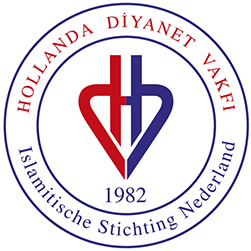 HOLLANDA DİYANET VAKFI
1982
Islamitische Stichting Nederland